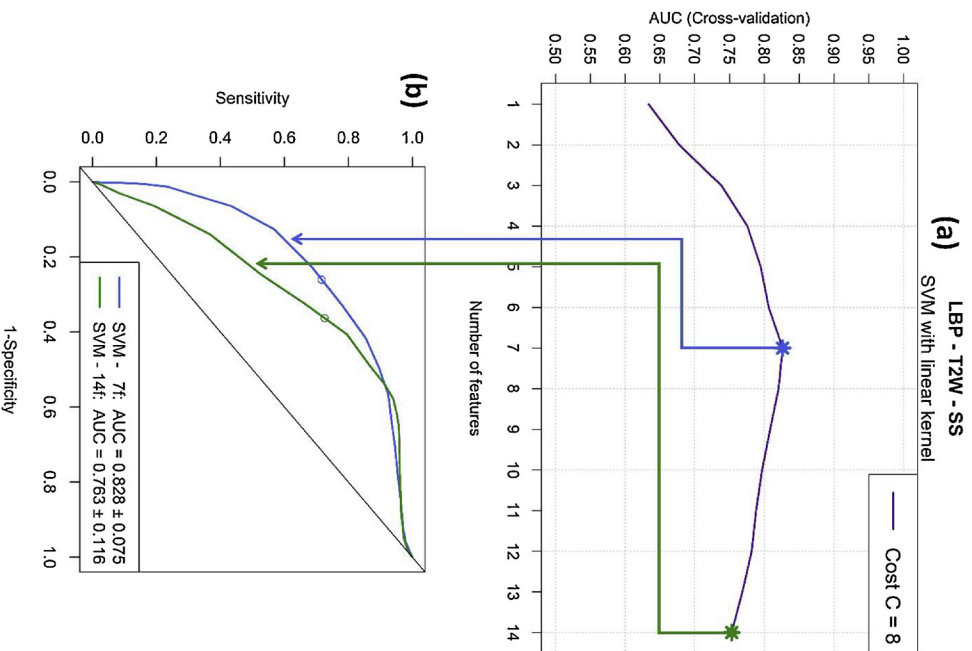 (a)
LBP - T2W - SS
SVM with linear kernel
AUC (Cross-validation)
1.00
0.95
0.90
0.85
0.80
0.75
0.70
0.65
0.60
0.55
0.50
Cost C = 8
1 2 3 4 5 6 7 8 9 10 11 12 13 14
Number of features
(b)
Sensitivity
1.0
0.8
0.6
0.4
0.2
0.0
SVM - 7f: AUC = 0.828 ± 0.075
SVM - 14f: AUC = 0.763 ± 0.116
0.0 0.2 0.4 0.6 0.8 1.0
1-Specificity